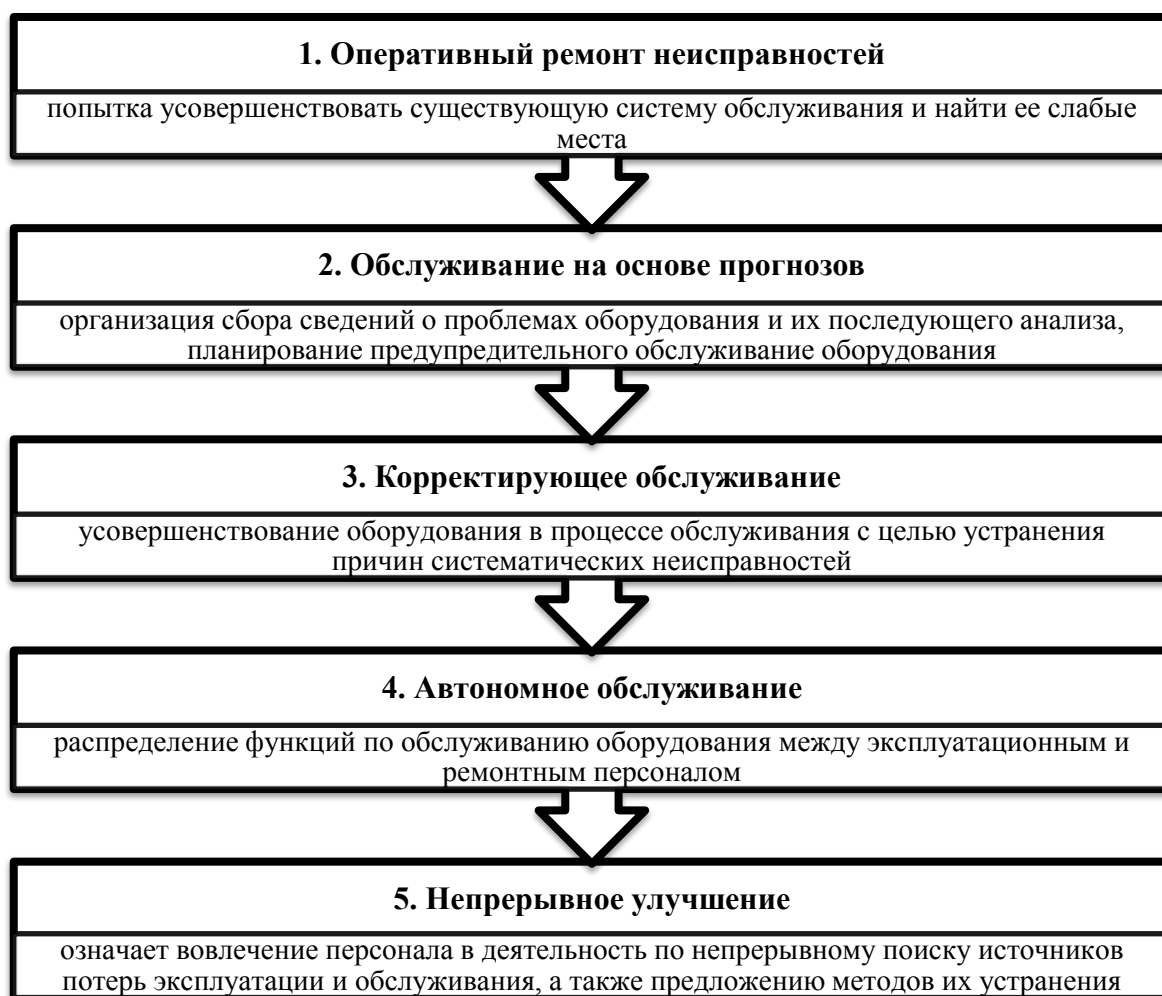 1. Оперативный ремонт неисправностей
попытка усовершенствовать существующую систему обслуживания и найти ее слабые
места
2. Обслуживание на основе прогнозов
организация сбора сведений о проблемах оборудования и их последующего анализа,
планирование предупредительного обслуживание оборудования
3. Корректирующее обслуживание
усовершенствование оборудования в процессе обслуживания с целью устранения
причин систематических неисправностей
4. Автономное обслуживание
распределение функций по обслуживанию оборудования между эксплуатационным и
ремонтным персоналом
5. Непрерывное улучшение
означает вовлечение персонала в деятельность по непрерывному поиску источников
потерь эксплуатации и обслуживания, а также предложению методов их устранения